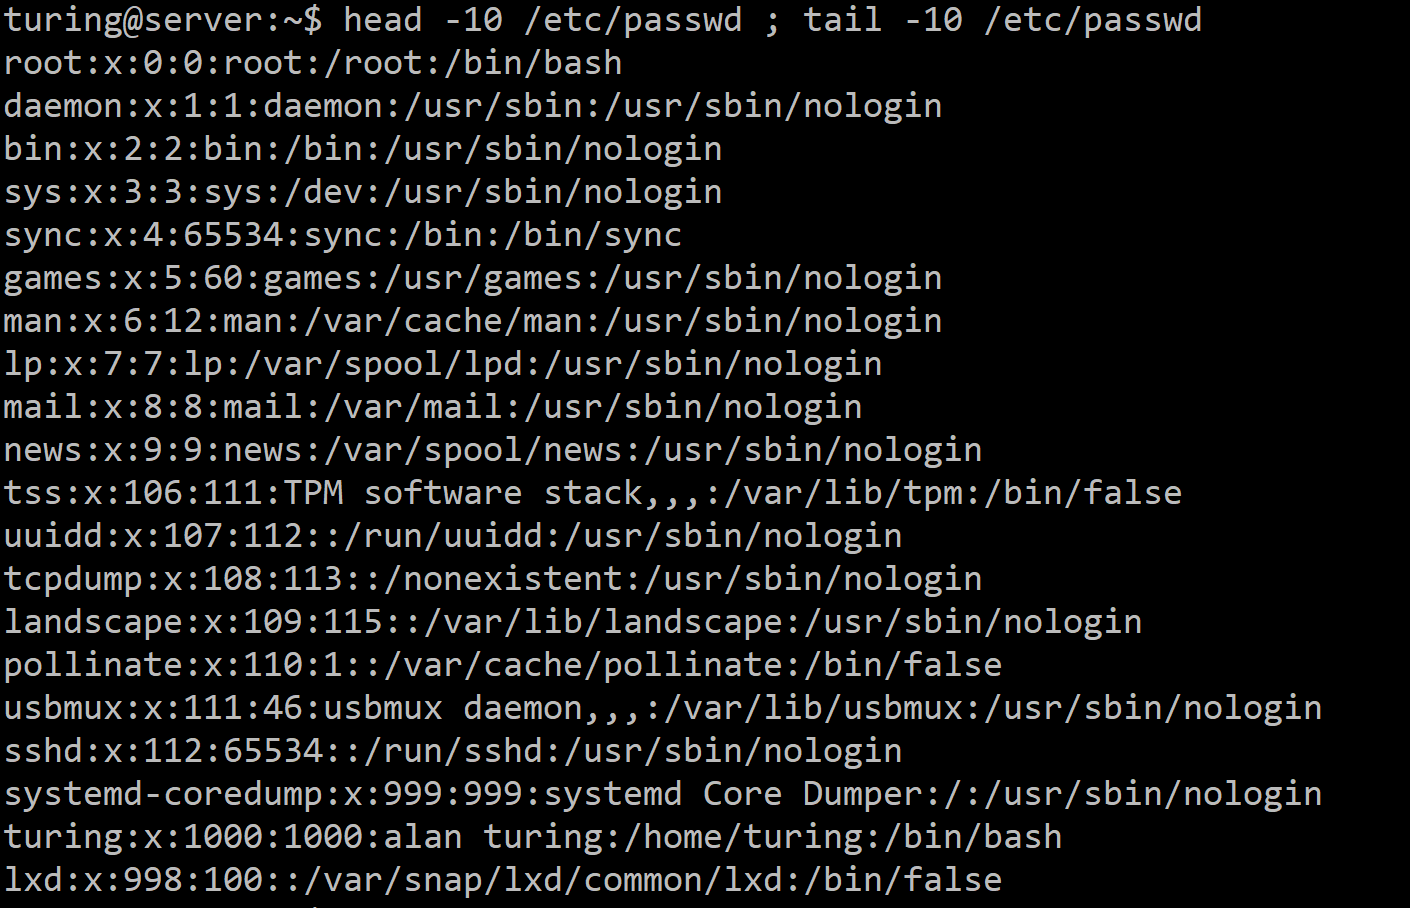 turing@server:~$ head -10 /etc/passwd ; tail -10 /etc/passwd
root:x:0:0:root:/root:/bin/bash
daemon:x:1:1:daemon:/usr/sbin:/usr/sbin/nologin
bin:x:2:2:bin:/bin:/usr/sbin/nologin
sys:x:3:3:sys:/dev:/usr/sbin/nologin
sync:x:4:65534:sync:/bin:/bin/sync
games:x:5:60:games:/usr/games:/usr/sbin/nologin
man:x:6:12:man:/var/cache/man:/usr/sbin/nologin
lp:x:7:7:lp:/var/spool/lpd:/usr/sbin/nologin
mail:x:8:8:mail:/var/mail:/usr/sbin/nologin
news:x:9:9:news:/var/spool/news:/usr/sbin/nologin
tss:x:106:111:TPM software stack,,,:/var/lib/tpm:/bin/false
uuidd:x:107:112::/run/uuidd:/usr/sbin/nologin
tcpdump:x:108:113::/nonexistent:/usr/sbin/nologin
landscape:x:109:115::/var/lib/landscape:/usr/sbin/nologin
pollinate:x:110:1::/var/cache/pollinate:/bin/false
usbmux:x:111:46:usbmux daemon,,,:/var/lib/usbmux:/usr/sbin/nologin
sshd:x:112:65534::/run/sshd:/usr/sbin/nologin
systemd-coredump:x:999:999:systemd Core Dumper:/:/usr/sbin/nologin
turing:x:1000:1000:alan turing:/home/turing:/bin/bash
lxd:x:998:100::/var/snap/lxd/common/lxd:/bin/false